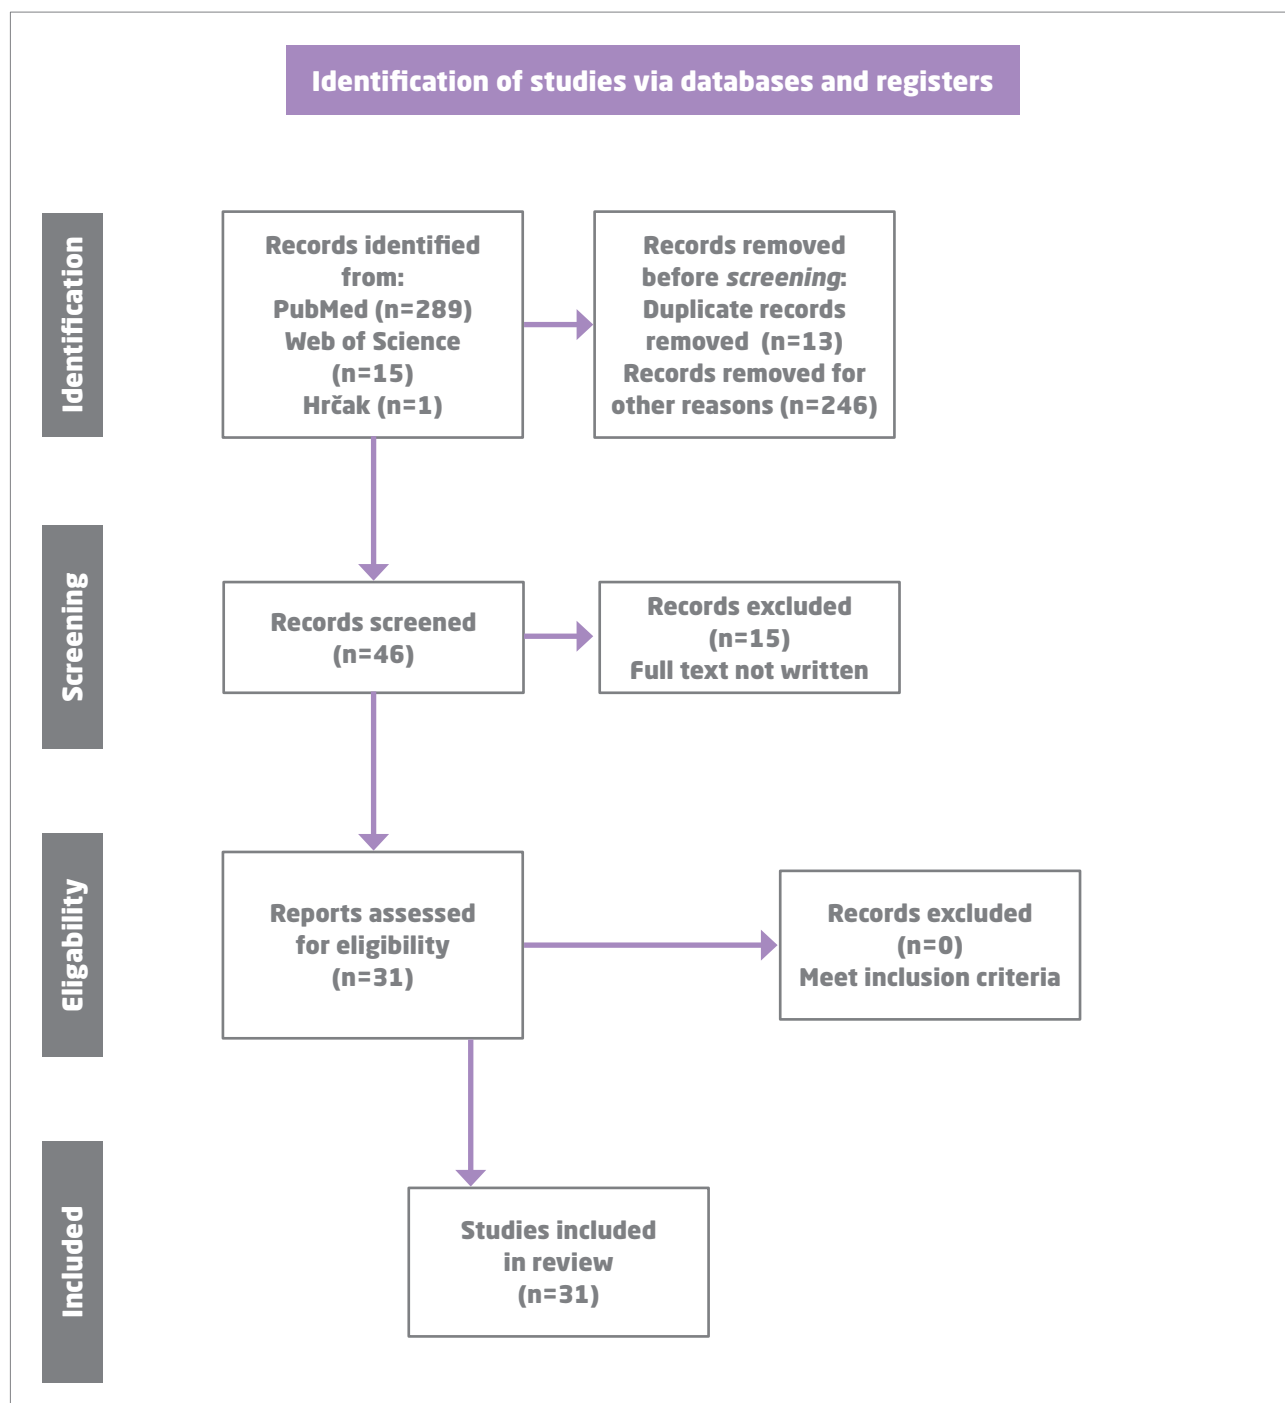 Identification of studies via databases and registers
Identification
Records identified
from:
PubMed (n=289)
Web of Science
(n=15)
Hrčak (n=1)
Records removed
before screening:
Duplicate records
removed (n=13)
Records removed for
other reasons (n=246)
Screening
Records screened
(n=46)
Records excluded
(n=15)
Full text not written
Eligability
Reports assessed
for eligibility
(n=31)
Records excluded
(n=0)
Meet inclusion criteria
Included
Studies included
in review
(n=31)